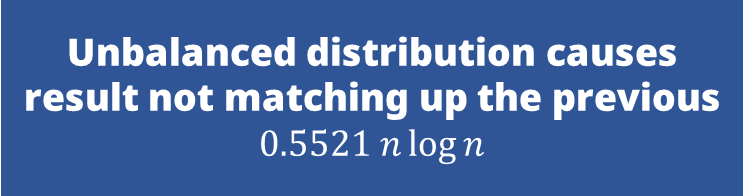 Unbalanced distribution causes
result not matching up the previous
0.5521 n log n